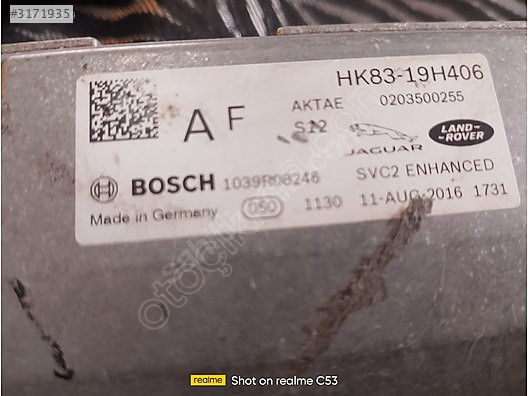 #3171935
HK83-19H406
AKTAE 0203500255
A F S12
JAGUAR LAND-ROVER
BOSCH 1039R08246 SVC2 ENHANCED
Made in Germany 050 1130 11-AUG-2016 1731
realme Shot on realme C53